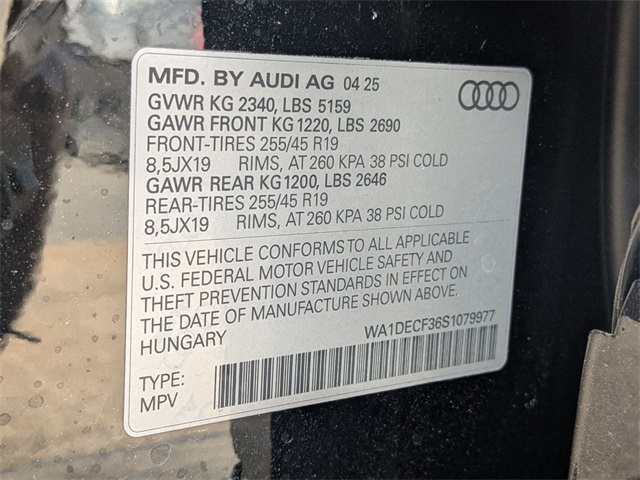 MFD. BY AUDI AG 04 25
GVWR KG 2340, LBS 5159
GAWR FRONT KG 1220, LBS 2690
FRONT-TIRES 255/45 R19
8,5JX19 RIMS, AT 260 KPA 38 PSI COLD
GAWR REAR KG 1200, LBS 2646
REAR-TIRES 255/45 R19
8,5JX19 RIMS, AT 260 KPA 38 PSI COLD
THIS VEHICLE CONFORMS TO ALL APPLICABLE
U.S. FEDERAL MOTOR VEHICLE SAFETY AND
THEFT PREVENTION STANDARDS IN EFFECT ON
THE DATE OF MANUFACTURE SHOWN ABOVE.
HUNGARY
WA1DECF36S1079977
TYPE:
MPV